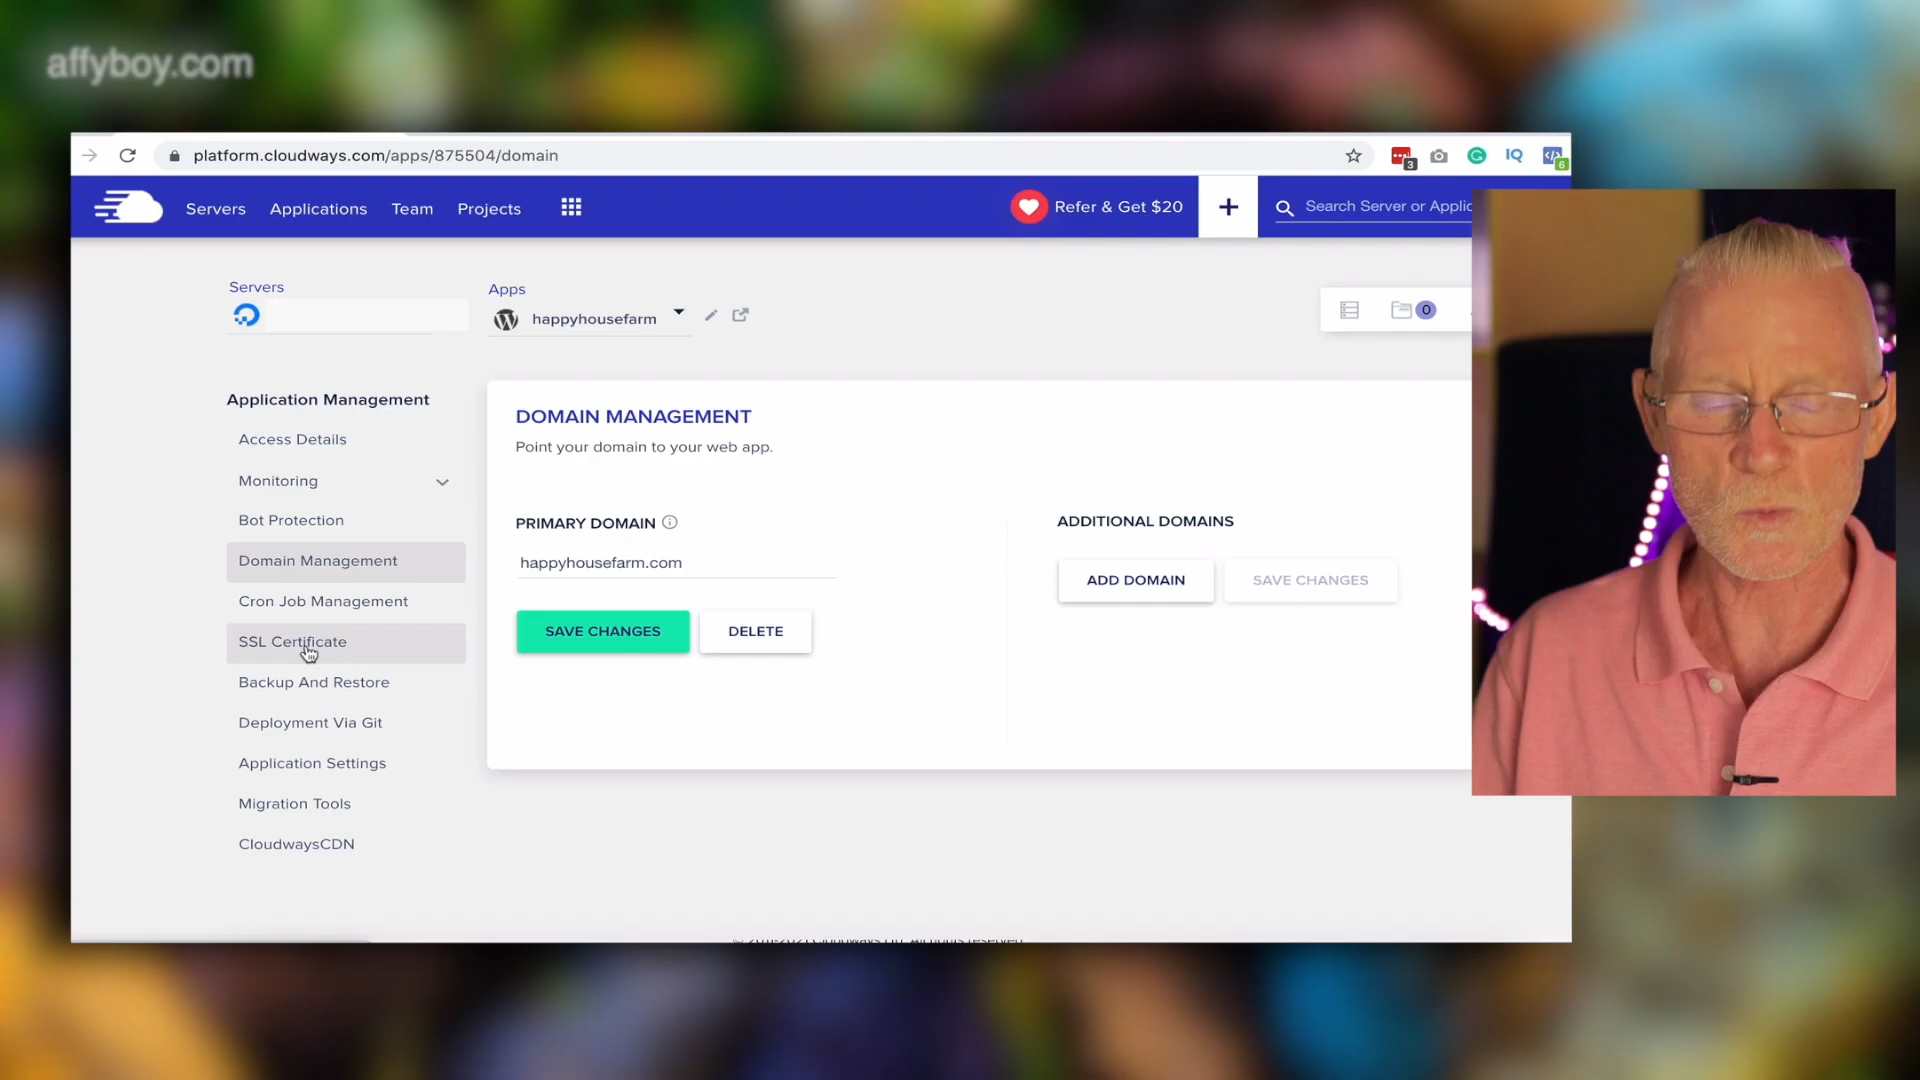 affyboy.com
platform.cloudways.com/apps/875504/domain
3
IQ
6
Servers Applications Team Projects
Refer & Get $20
+
Search Server or Applic
Servers
Apps
happyhousefarm
0
Application Management
Access Details
Monitoring
Bot Protection
Domain Management
Cron Job Management
SSL Certificate
Backup And Restore
Deployment Via Git
Application Settings
Migration Tools
CloudwaysCDN
DOMAIN MANAGEMENT
Point your domain to your web app.
PRIMARY DOMAIN
happyhousefarm.com
SAVE CHANGES DELETE
ADDITIONAL DOMAINS
ADD DOMAIN SAVE CHANGES